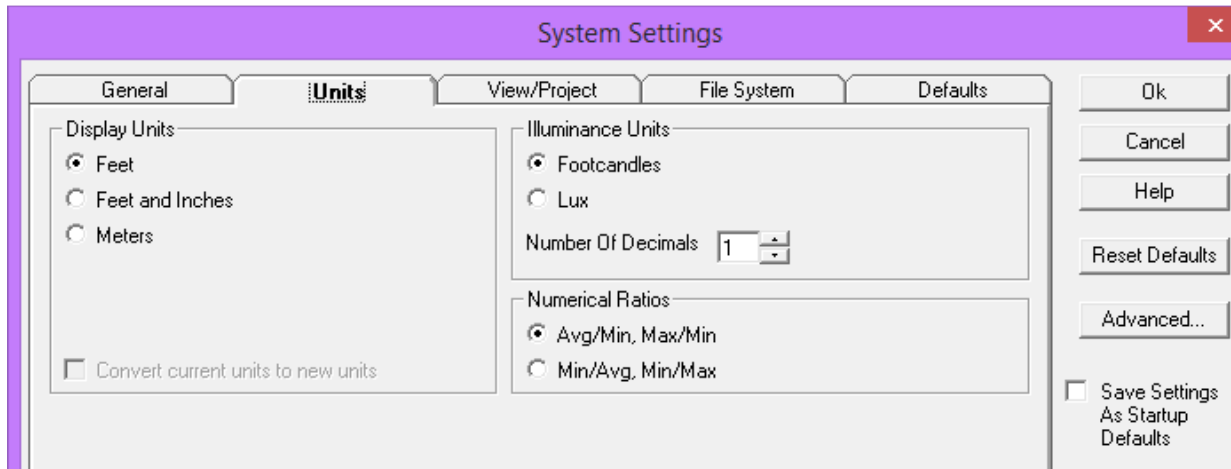 System Settings
General Units View/Project File System Defaults
Display Units
Feet
Feet and Inches
Meters
Convert current units to new units
Illuminance Units
Footcandles
Lux
Number Of Decimals 1
Numerical Ratios
Avg/Min, Max/Min
Min/Avg, Min/Max
Ok
Cancel
Help
Reset Defaults
Advanced...
Save Settings
As Startup
Defaults